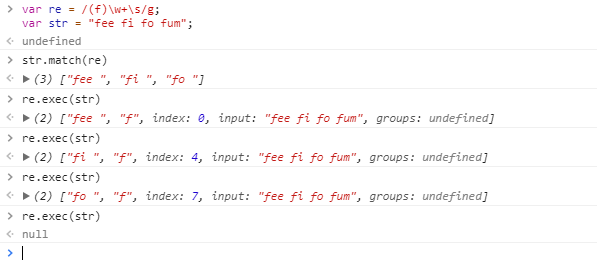 var re = /(f)\w+\s/g;
var str = "fee fi fo fum";
undefined
str.match(re)
(3) ["fee ", "fi ", "fo "]
re.exec(str)
(2) ["fee ", "f", index: 0, input: "fee fi fo fum", groups: undefined]
re.exec(str)
(2) ["fi ", "f", index: 4, input: "fee fi fo fum", groups: undefined]
re.exec(str)
(2) ["fo ", "f", index: 7, input: "fee fi fo fum", groups: undefined]
re.exec(str)
null